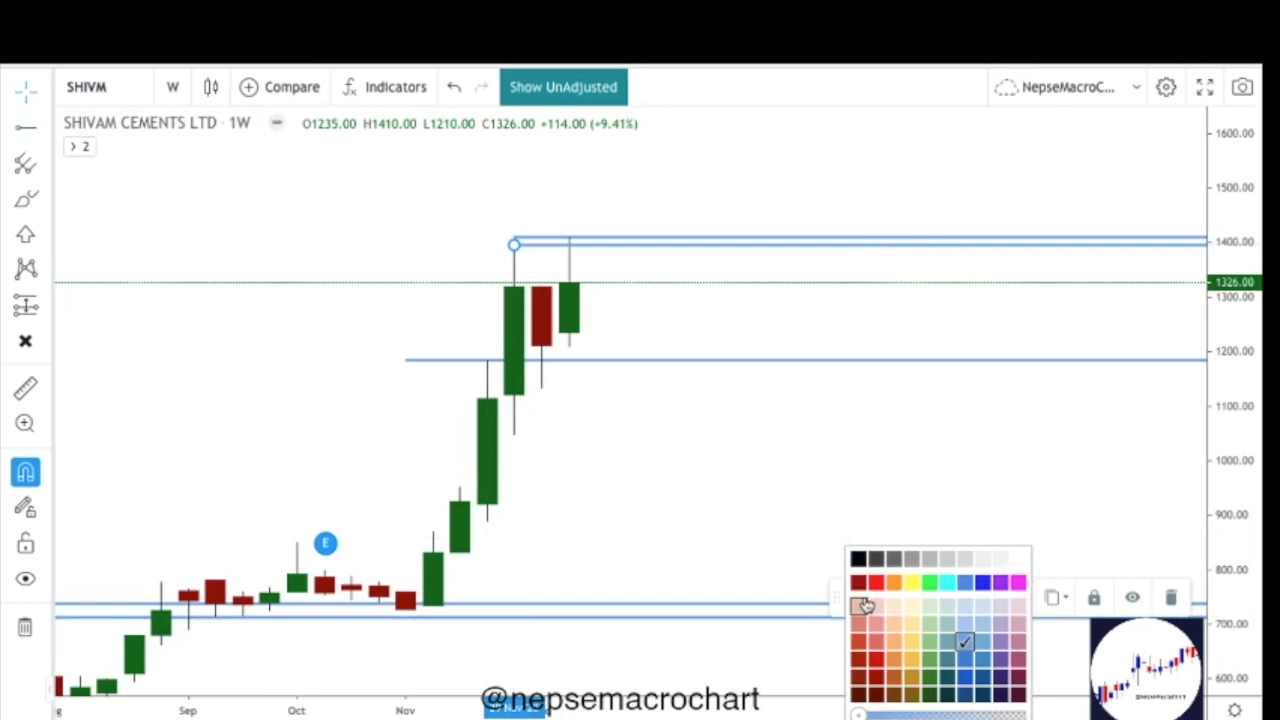 SHIVM W Compare Indicators Show UnAdjusted NepseMacroC...
SHIVAM CEMENTS LTD · 1W O1235.00 H1410.00 L1210.00 C1326.00 +114.00 (+9.41%)
2
1600.00
1500.00
1400.00
1326.00
1300.00
1200.00
1100.00
1000.00
900.00
E
800.00
700.00
600.00
@nepsemacrochart
Sep Oct Nov